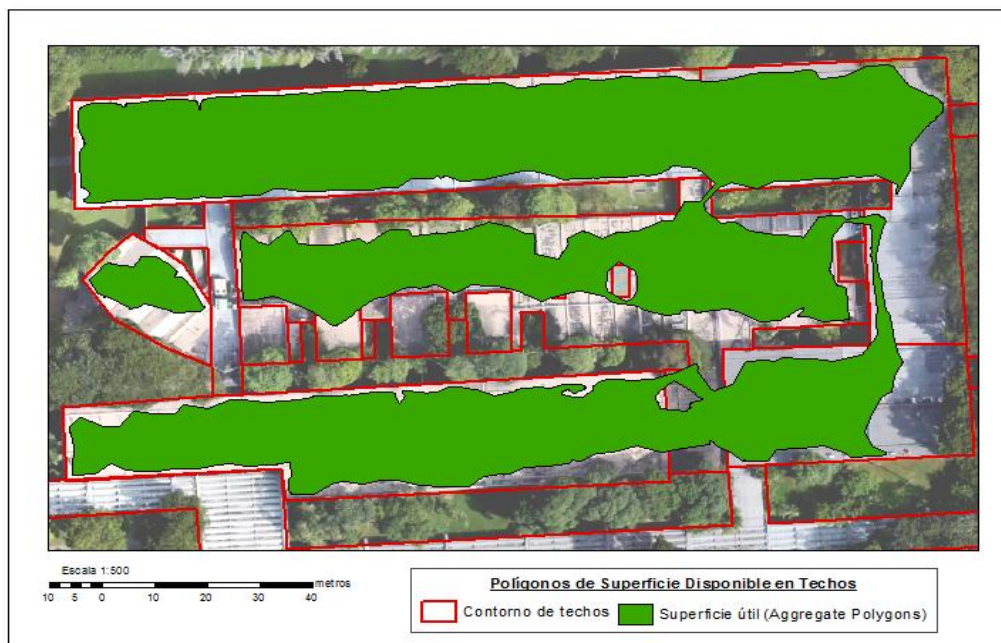 Escala 1:500
10 5 0 10 20 30 40 metros
Polígonos de Superficie Disponible en Techos
Contorno de techos Superficie útil (Aggregate Polygons)